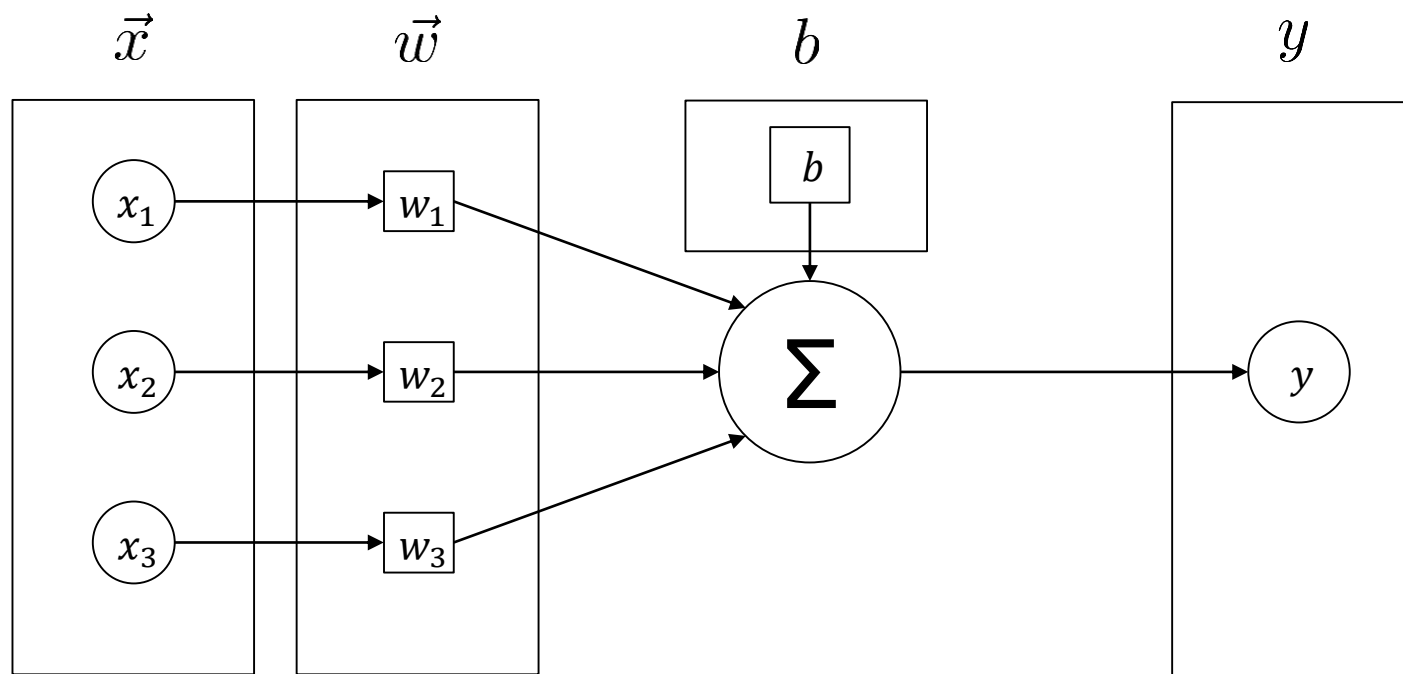 x⃗ w⃗ b y
b
x₁ w₁
x₂ w₂ Σ y
x₃ w₃